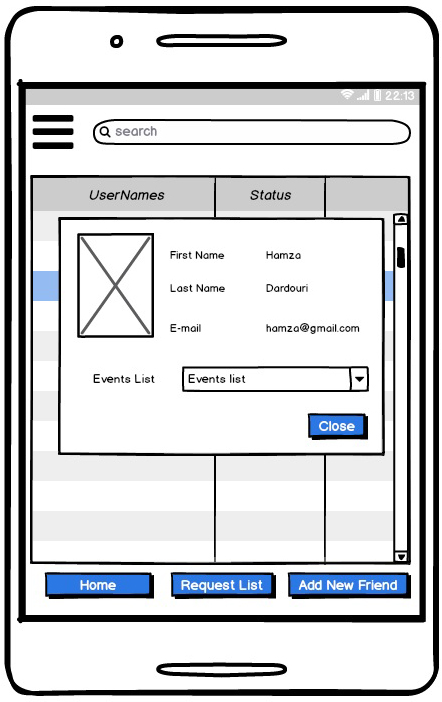 22:13
search
UserNames Status
First Name Hamza
Last Name Dardouri
E-mail hamza@gmail.com
Events List Events list
Close
Home Request List Add New Friend